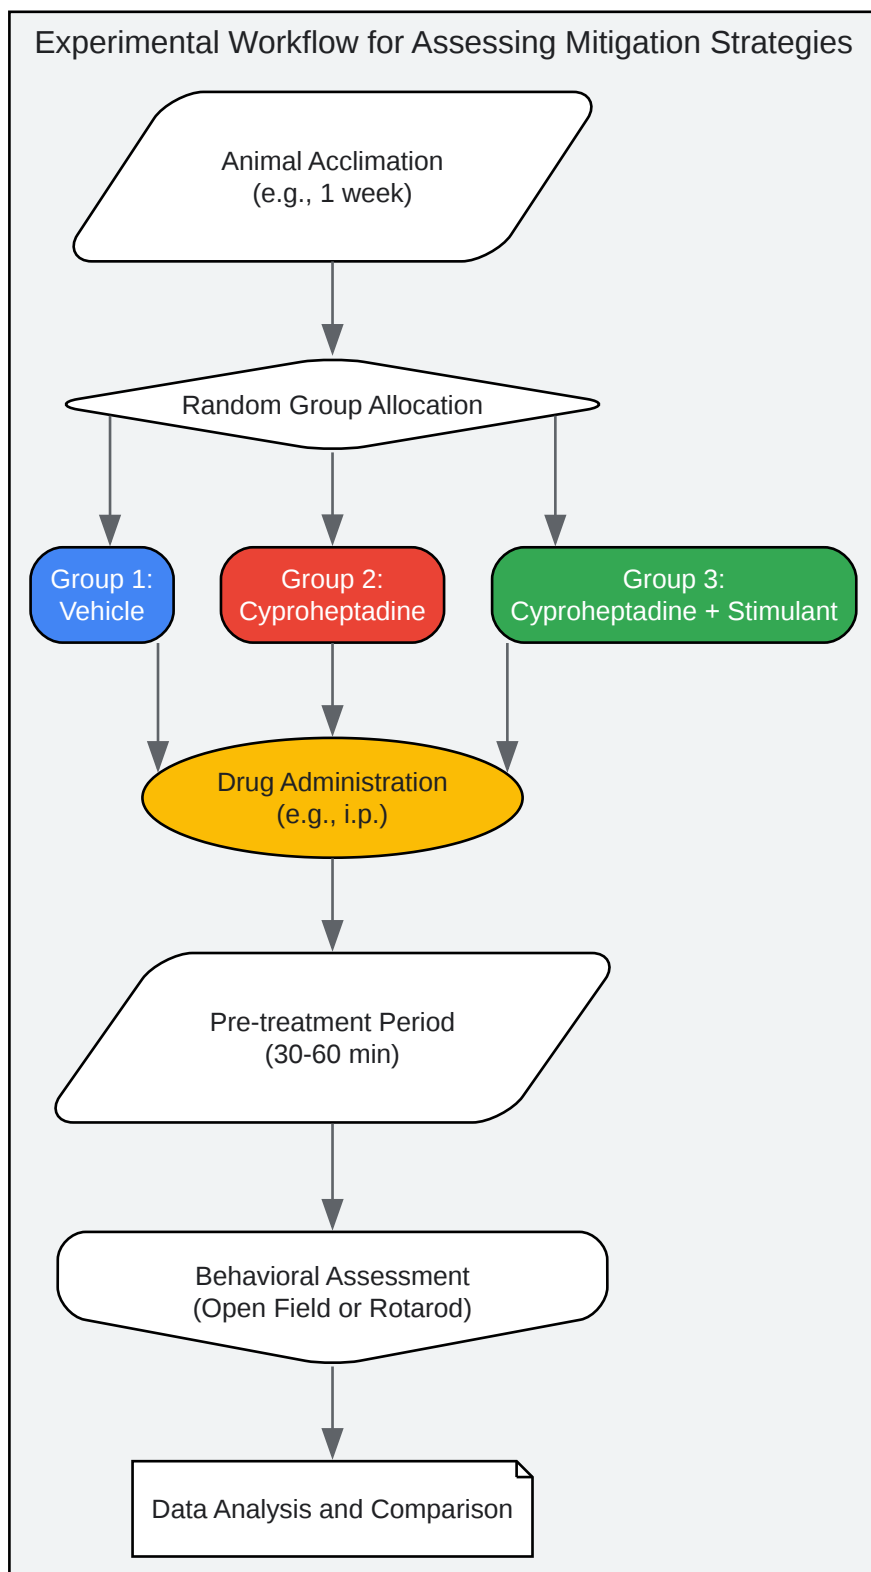 Experimental Workflow for Assessing Mitigation Strategies
Animal Acclimation
(e.g., 1 week)
Random Group Allocation
Group 1:
Vehicle
Group 2:
Cyproheptadine
Group 3:
Cyproheptadine + Stimulant
Drug Administration
(e.g., i.p.)
Pre-treatment Period
(30-60 min)
Behavioral Assessment
(Open Field or Rotarod)
Data Analysis and Comparison